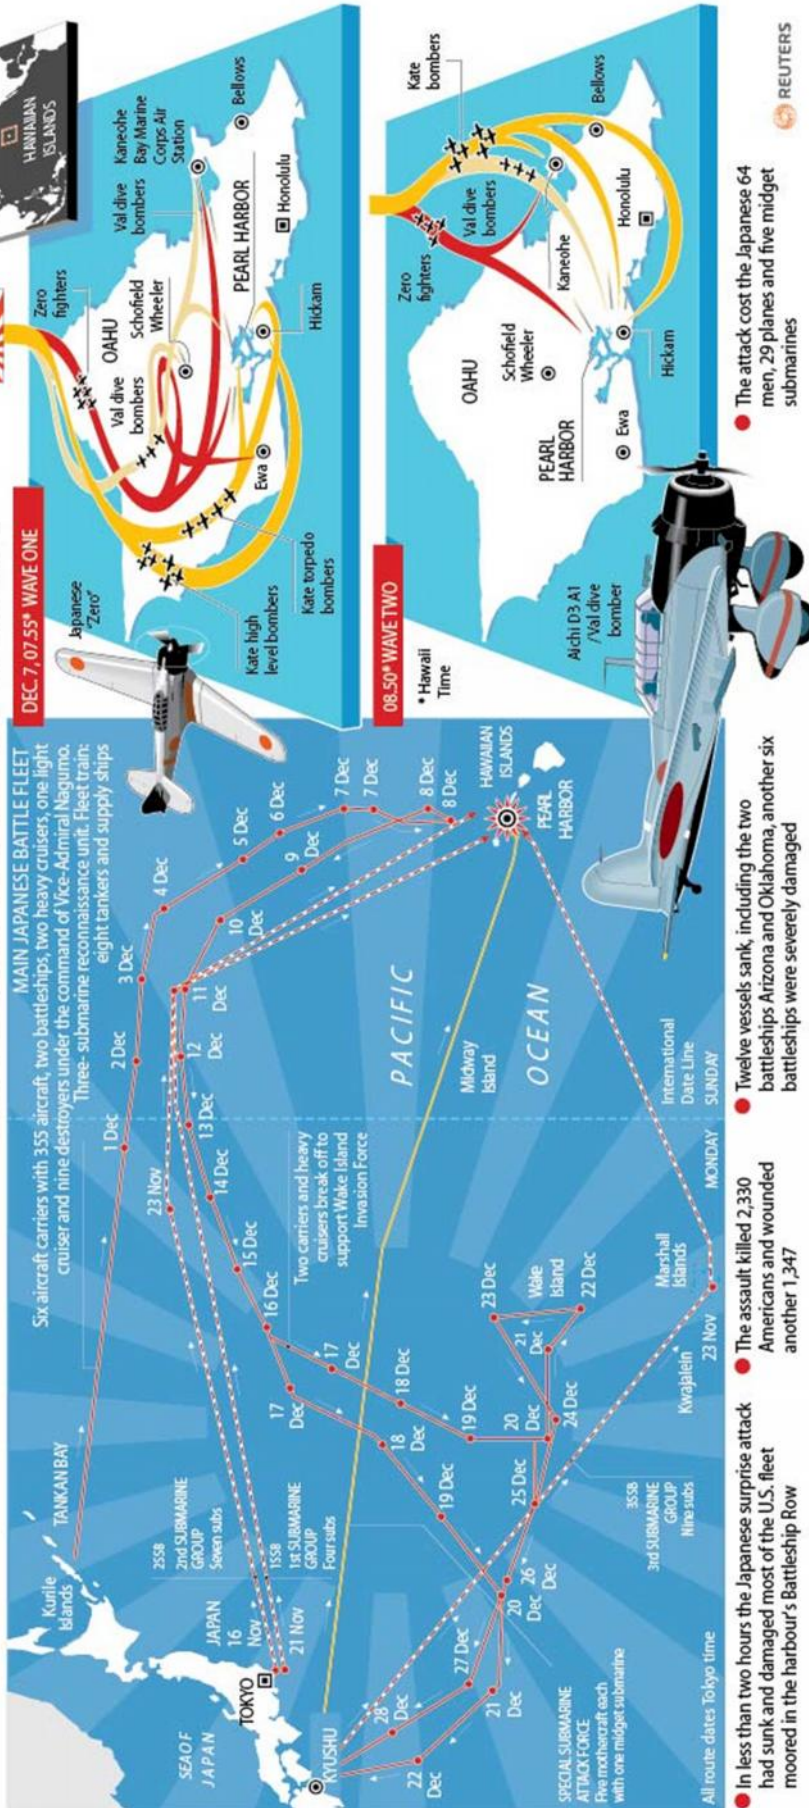 MAIN JAPANESE BATTLE FLEET
Six aircraft carriers with 355 aircraft, two battleships, two heavy cruisers, one light
cruiser and nine destroyers under the command of Vice-Admiral Nagumo.
Three- submarine reconnaissance unit. Fleet train:
eight tankers and supply ships
Kurile
Islands
TANKAN BAY
1 Dec
2 Dec
3 Dec
4 Dec
5 Dec
6 Dec
7 Dec
7 Dec
8 Dec
8 Dec
9
Dec
10
Dec
11
Dec
12
Dec
13 Dec
14 Dec
15 Dec
16 Dec
23 Nov
SEA OF
JAPAN
JAPAN
16
Nov
TOKYO
21 Nov
2SSB
2nd SUBMARINE
GROUP
Seven subs
1SSB
1st SUBMARINE
GROUP
Four subs
Two carriers and heavy
cruisers break off to
support Wake Island
Invasion Force
17
Dec
17
Dec
18
Dec
18 Dec
19 Dec
19 Dec
20
Dec
20
Dec
21
Dec
21
Dec
22
Dec
22 Dec
23 Dec
24 Dec
25 Dec
26
Dec
27 Dec
28
Dec
KYUSHU
Wake
Island
PACIFIC
OCEAN
Midway
Island
HAWAIIAN
ISLANDS
PEARL
HARBOR
SPECIAL SUBMARINE
ATTACK FORCE
Five mothercraft each
with one midget submarine
3SSB
3rd SUBMARINE
GROUP
Nine subs
Kwajalein
23 Nov
Marshall
Islands
International
Date Line
MONDAY
SUNDAY
All route dates Tokyo time
HAWAIIAN
ISLANDS
DEC. 7, 07.55* WAVE ONE
Japanese
"Zero"
Zero
fighters
OAHU
Val dive
bombers
Schofield
Wheeler
Val dive
bombers
Kaneohe
Bay Marine
Corps Air
Station
Bellows
PEARL HARBOR
Honolulu
Hickam
Ewa
Kate torpedo
bombers
Kate high
level bombers
08.50* WAVE TWO
* Hawaii
Time
Zero
fighters
Kate
bombers
Val dive
bombers
OAHU
Schofield
Wheeler
Kaneohe
Bellows
Honolulu
PEARL
HARBOR
Ewa
Hickam
Aichi D3 A1
/Val dive
bomber
In less than two hours the Japanese surprise attack
had sunk and damaged most of the U.S. fleet
moored in the harbour's Battleship Row
The assault killed 2,330
Americans and wounded
another 1,347
Twelve vessels sank, including the two
battleships Arizona and Oklahoma, another six
battleships were severely damaged
The attack cost the Japanese 64
men, 29 planes and five midget
submarines
REUTERS